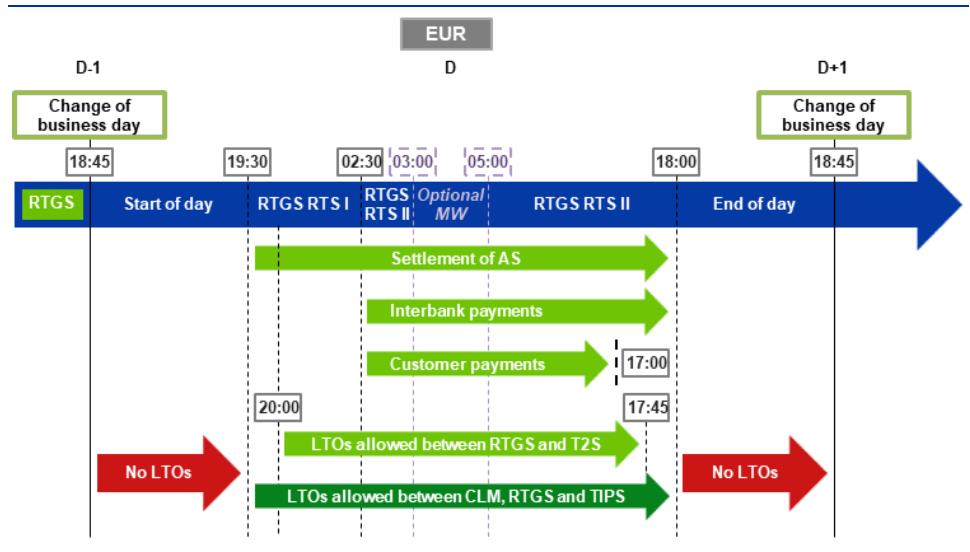 EUR
D-1
D
D+1
Change of
business day
Change of
business day
18:45
19:30
02:30
03:00
05:00
18:00
18:45
RTGS
Start of day
RTGS RTS I
RTGS
RTS II
Optional
MW
RTGS RTS II
End of day
Settlement of AS
Interbank payments
Customer payments
17:00
20:00
17:45
LTOs allowed between RTGS and T2S
No LTOs
No LTOs
LTOs allowed between CLM, RTGS and TIPS